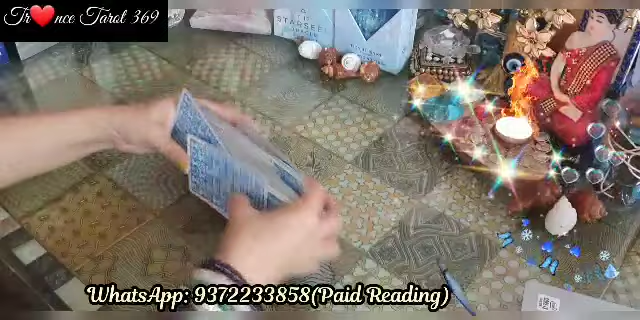 Tr❤nce Tarot 369
STARSEED
WhatsApp: 9372233858(Paid Reading)